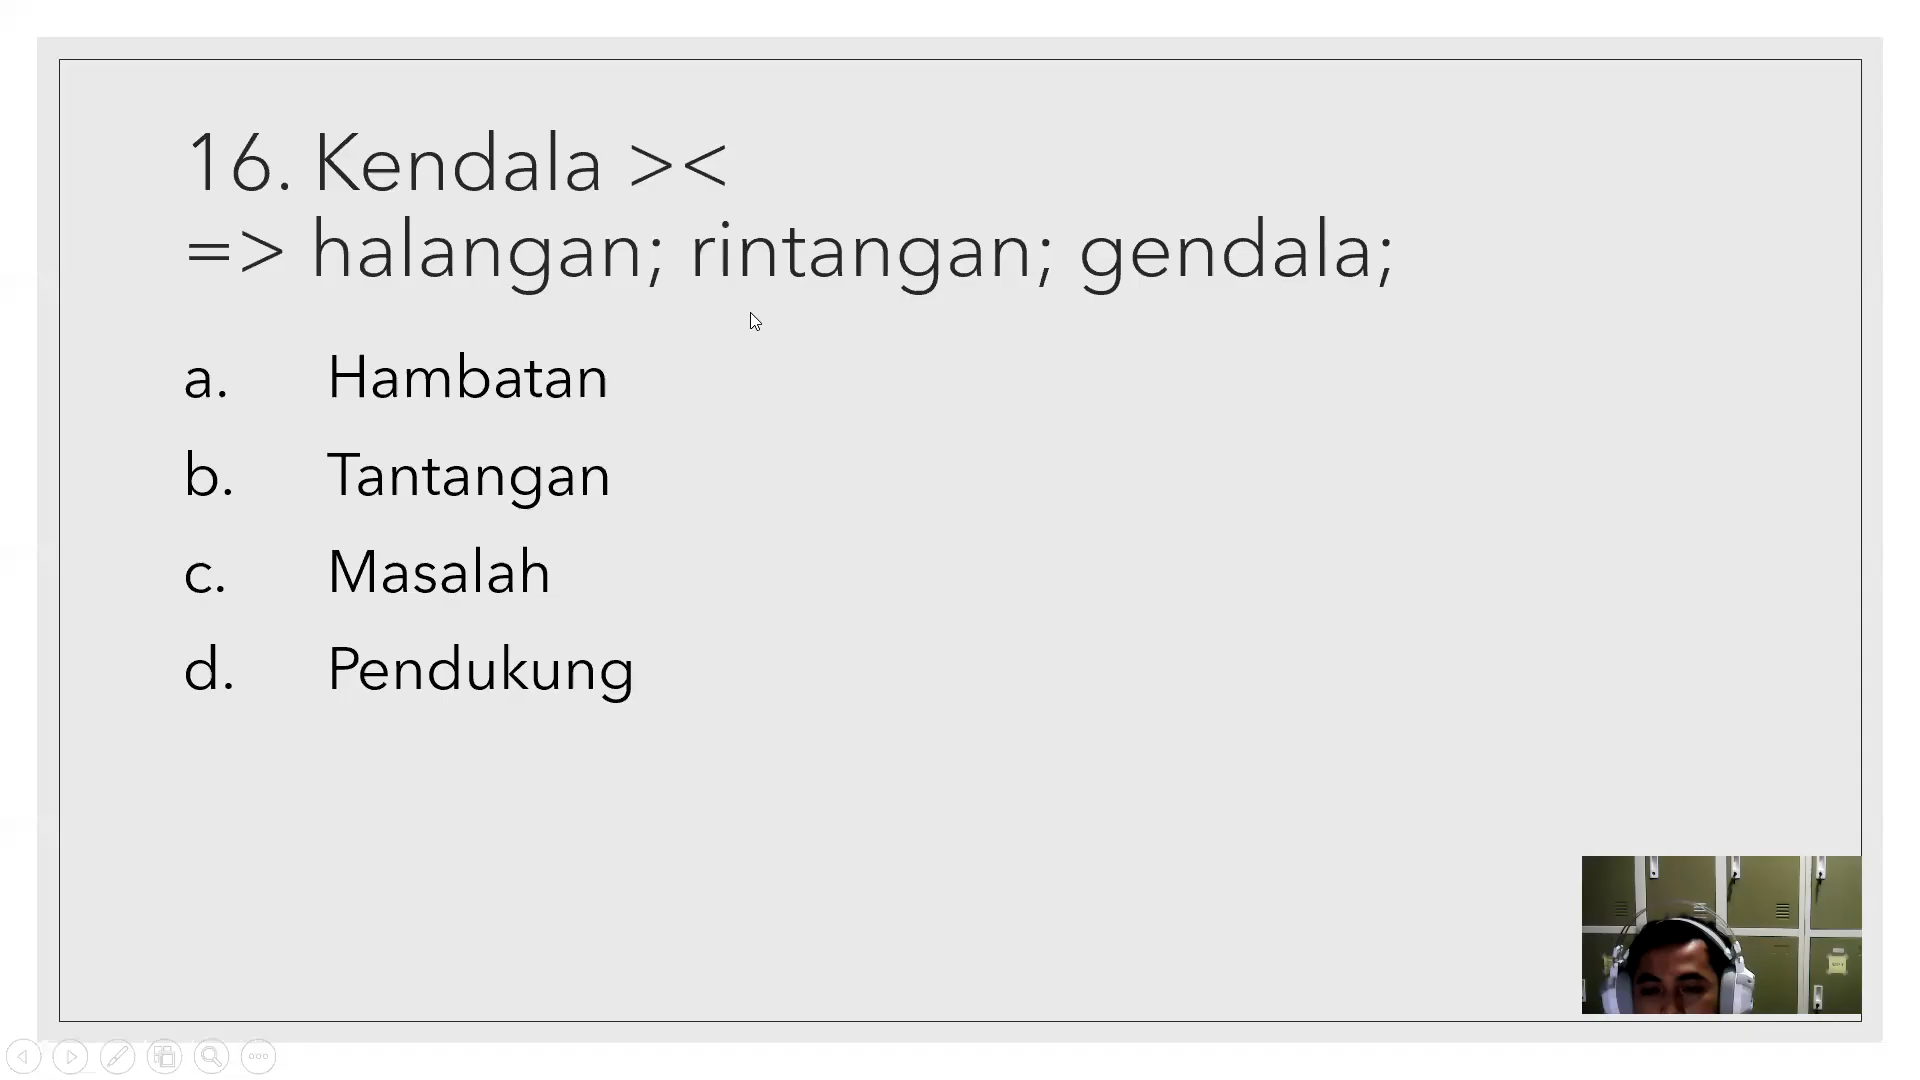 16. Kendala ><
=> halangan; rintangan; gendala;
a. Hambatan
b. Tantangan
c. Masalah
d. Pendukung